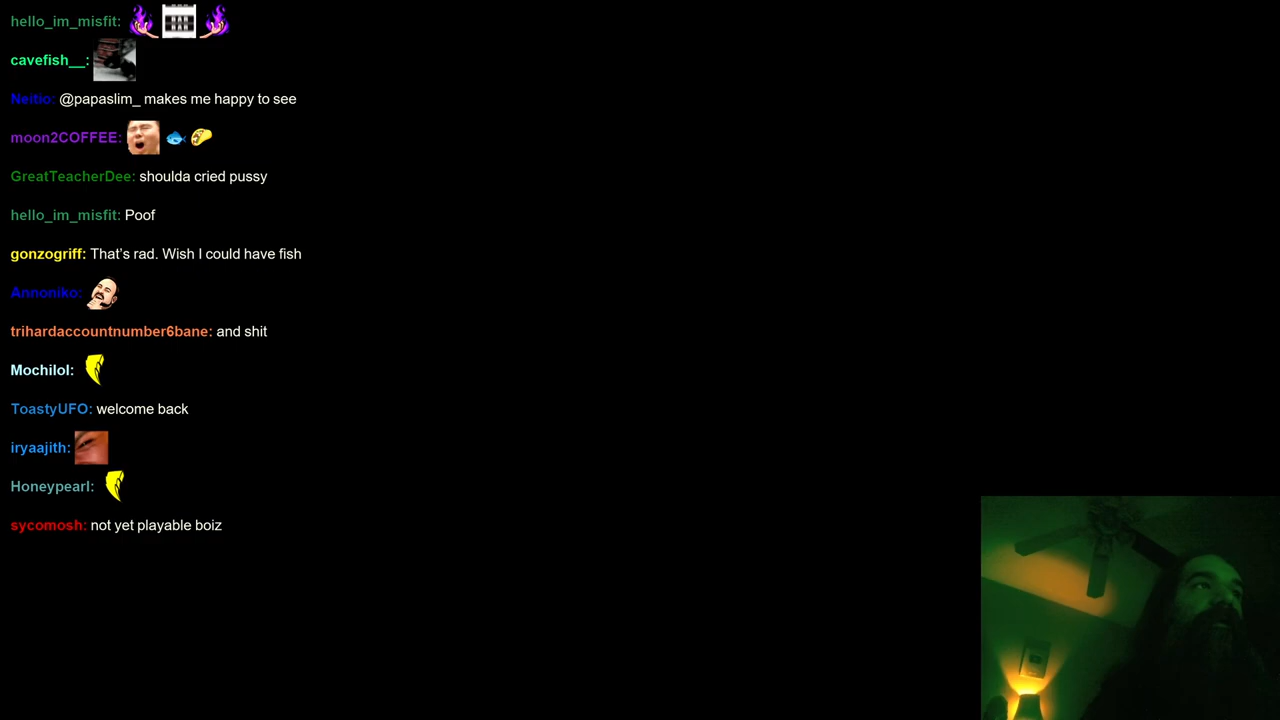 hello_im_misfit:
cavefish__:
Neitio: @papaslim_ makes me happy to see
moon2COFFEE:
GreatTeacherDee: shoulda cried pussy
hello_im_misfit: Poof
gonzogriff: That's rad. Wish I could have fish
Annoniko:
trihardaccountnumber6bane: and shit
Mochilol:
ToastyUFO: welcome back
iryaajith:
Honeypearl:
sycomosh: not yet playable boiz